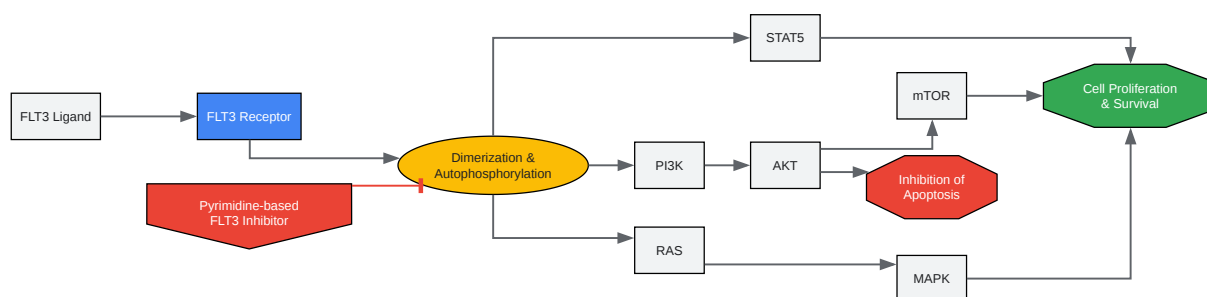 STAT5
Cell Proliferation
& Survival
mTOR
FLT3 Ligand
FLT3 Receptor
Dimerization &
Autophosphorylation
PI3K
AKT
Inhibition of
Apoptosis
Pyrimidine-based
FLT3 Inhibitor
RAS
MAPK